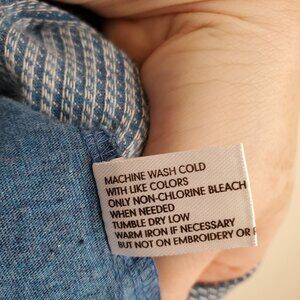 MACHINE WASH COLD
WITH LIKE COLORS
ONLY NON-CHLORINE BLEACH
WHEN NEEDED
TUMBLE DRY LOW
WARM IRON IF NECESSARY
BUT NOT ON EMBROIDERY OR